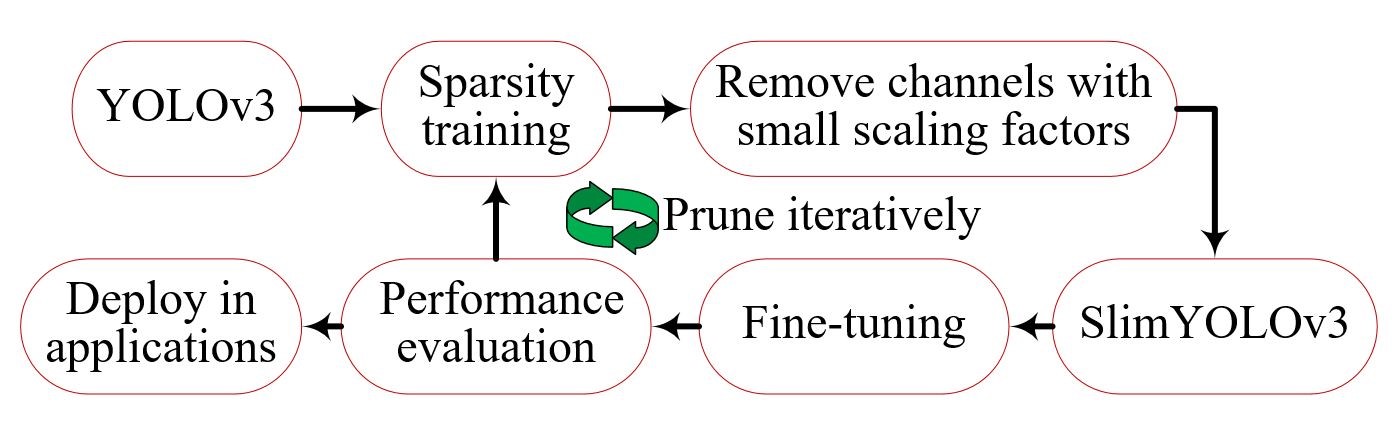 YOLOv3
Sparsity
training
Remove channels with
small scaling factors
Prune iteratively
Deploy in
applications
Performance
evaluation
Fine-tuning
SlimYOLOv3